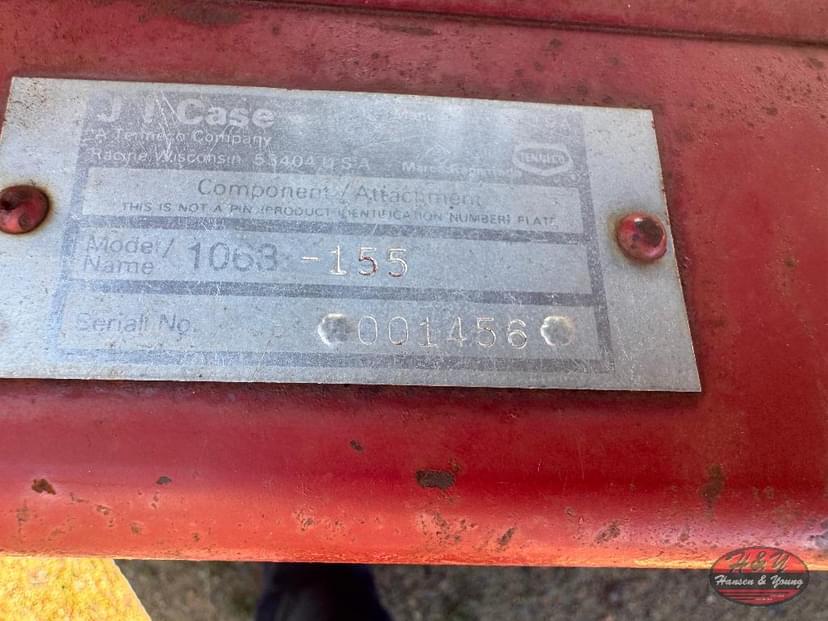 J I Case
A Tenneco Company
Racine Wisconsin 53404 U S A
TENNECO
Component / Attachment
THIS IS NOT A PIN (PRODUCT IDENTIFICATION NUMBER) PLATE
Model / Name 1063 -155
Serial No. 001456
H & Y
Hansen & Young